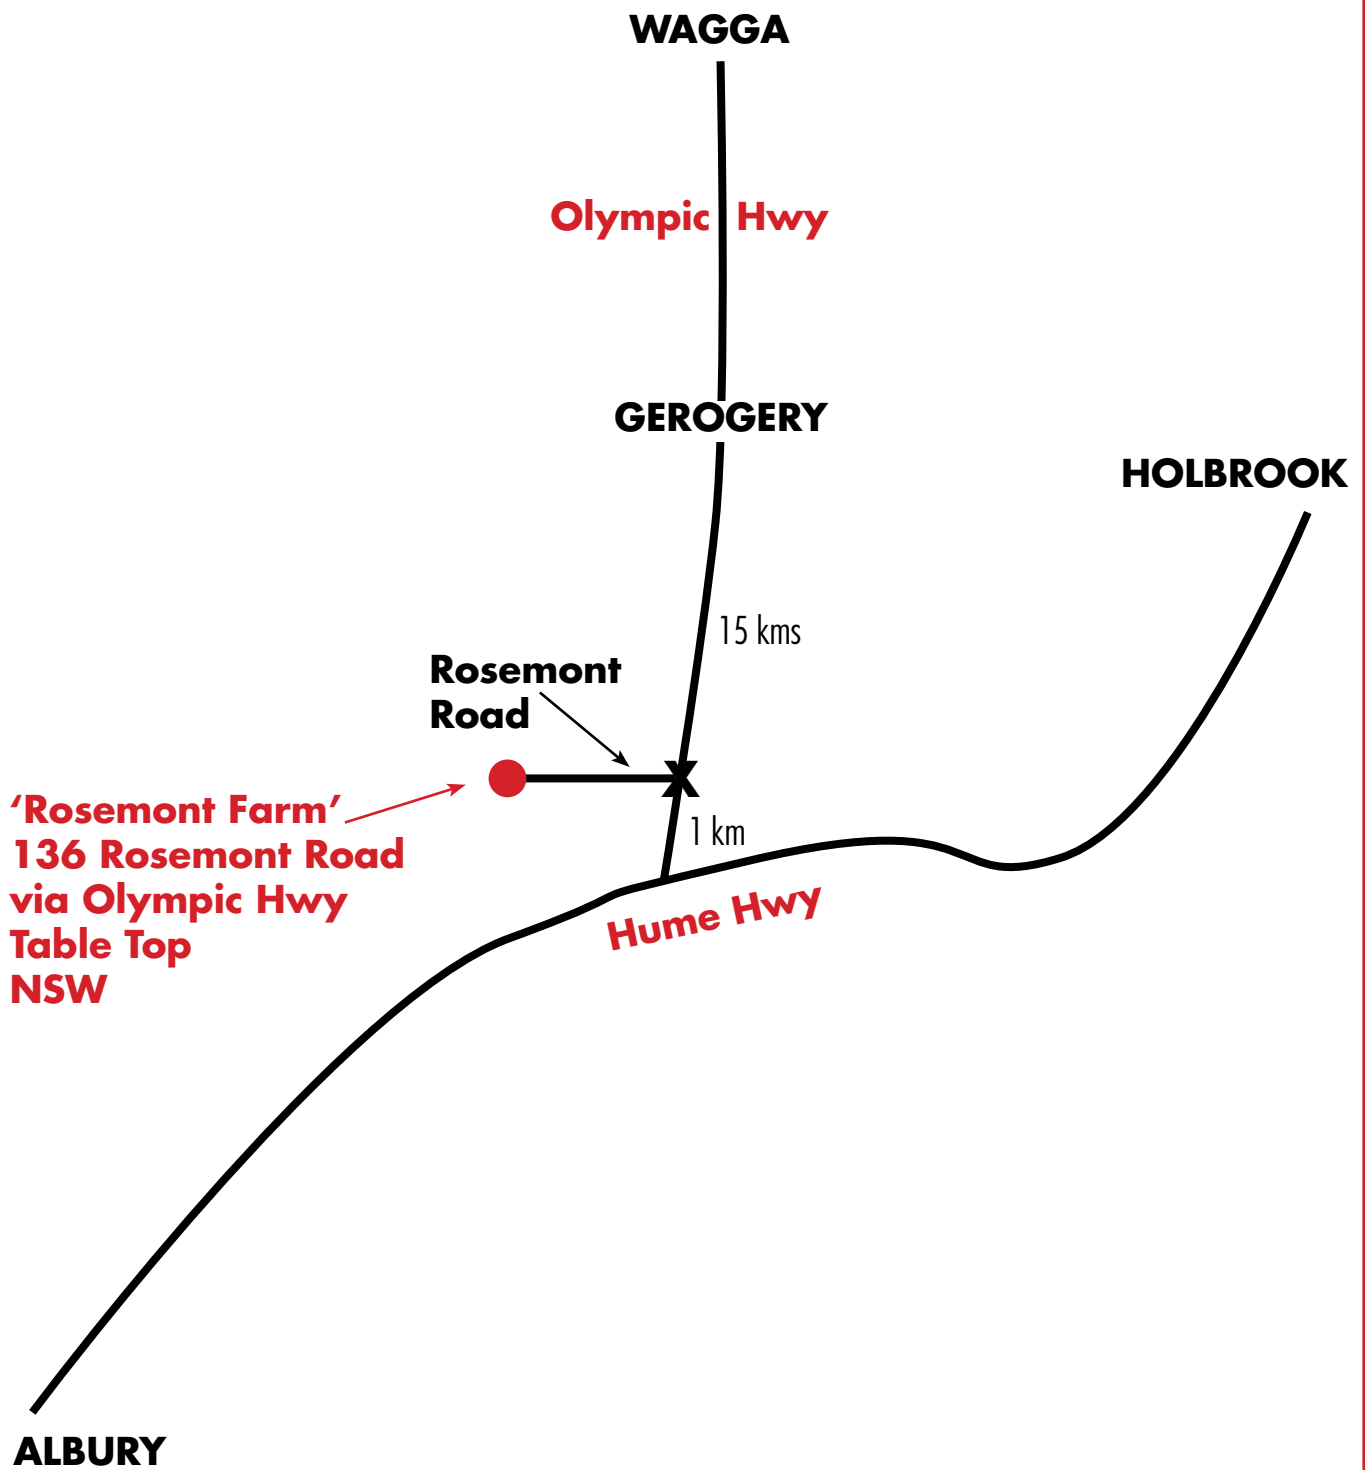 WAGGA
Olympic Hwy
GEROGERY
HOLBROOK
15 kms
Rosemont
Road
‘Rosemont Farm’
136 Rosemont Road
via Olympic Hwy
Table Top
NSW
X
1 km
Hume Hwy
ALBURY